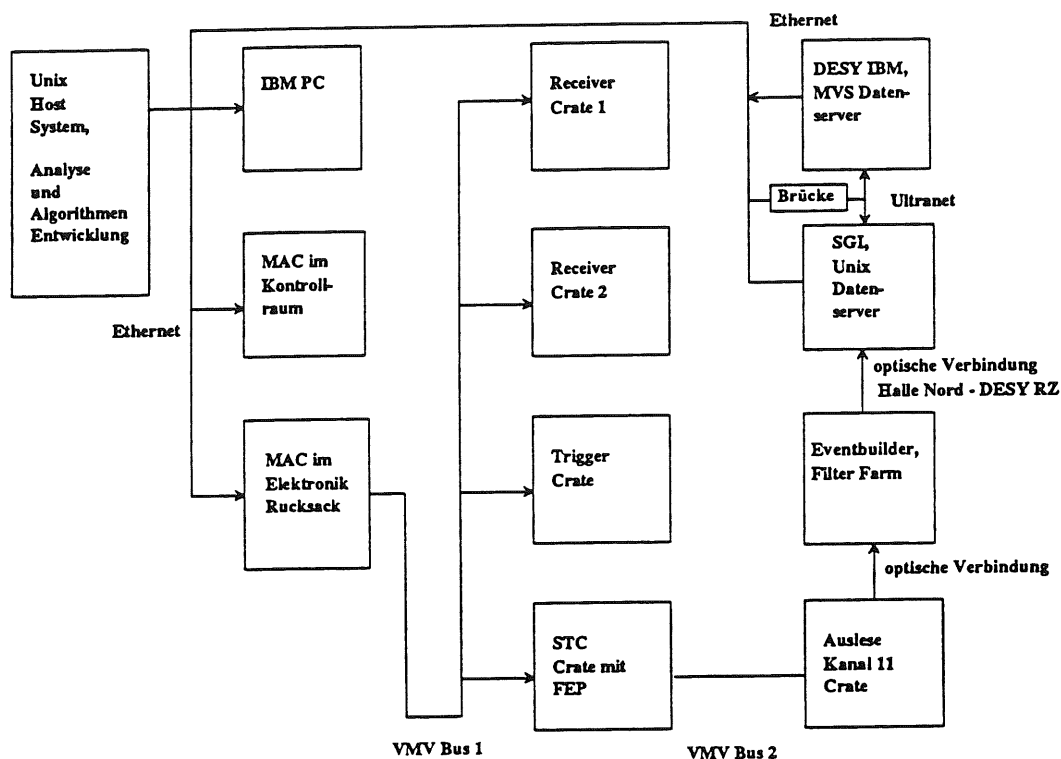 Ethernet
Unix
Host
System,
Analyse
und
Algorithmen
Entwicklung
IBM PC
Receiver
Crate 1
DESY IBM,
MVS Daten-
server
Brücke
Ultranet
MAC im
Kontroll-
raum
Receiver
Crate 2
SGI,
Unix
Daten-
server
Ethernet
optische Verbindung
Halle Nord - DESY RZ
MAC im
Elektronik
Rucksack
Trigger
Crate
Eventbuilder,
Filter Farm
optische Verbindung
STC
Crate mit
FEP
Auslese
Kanal 11
Crate
VMV Bus 1
VMV Bus 2